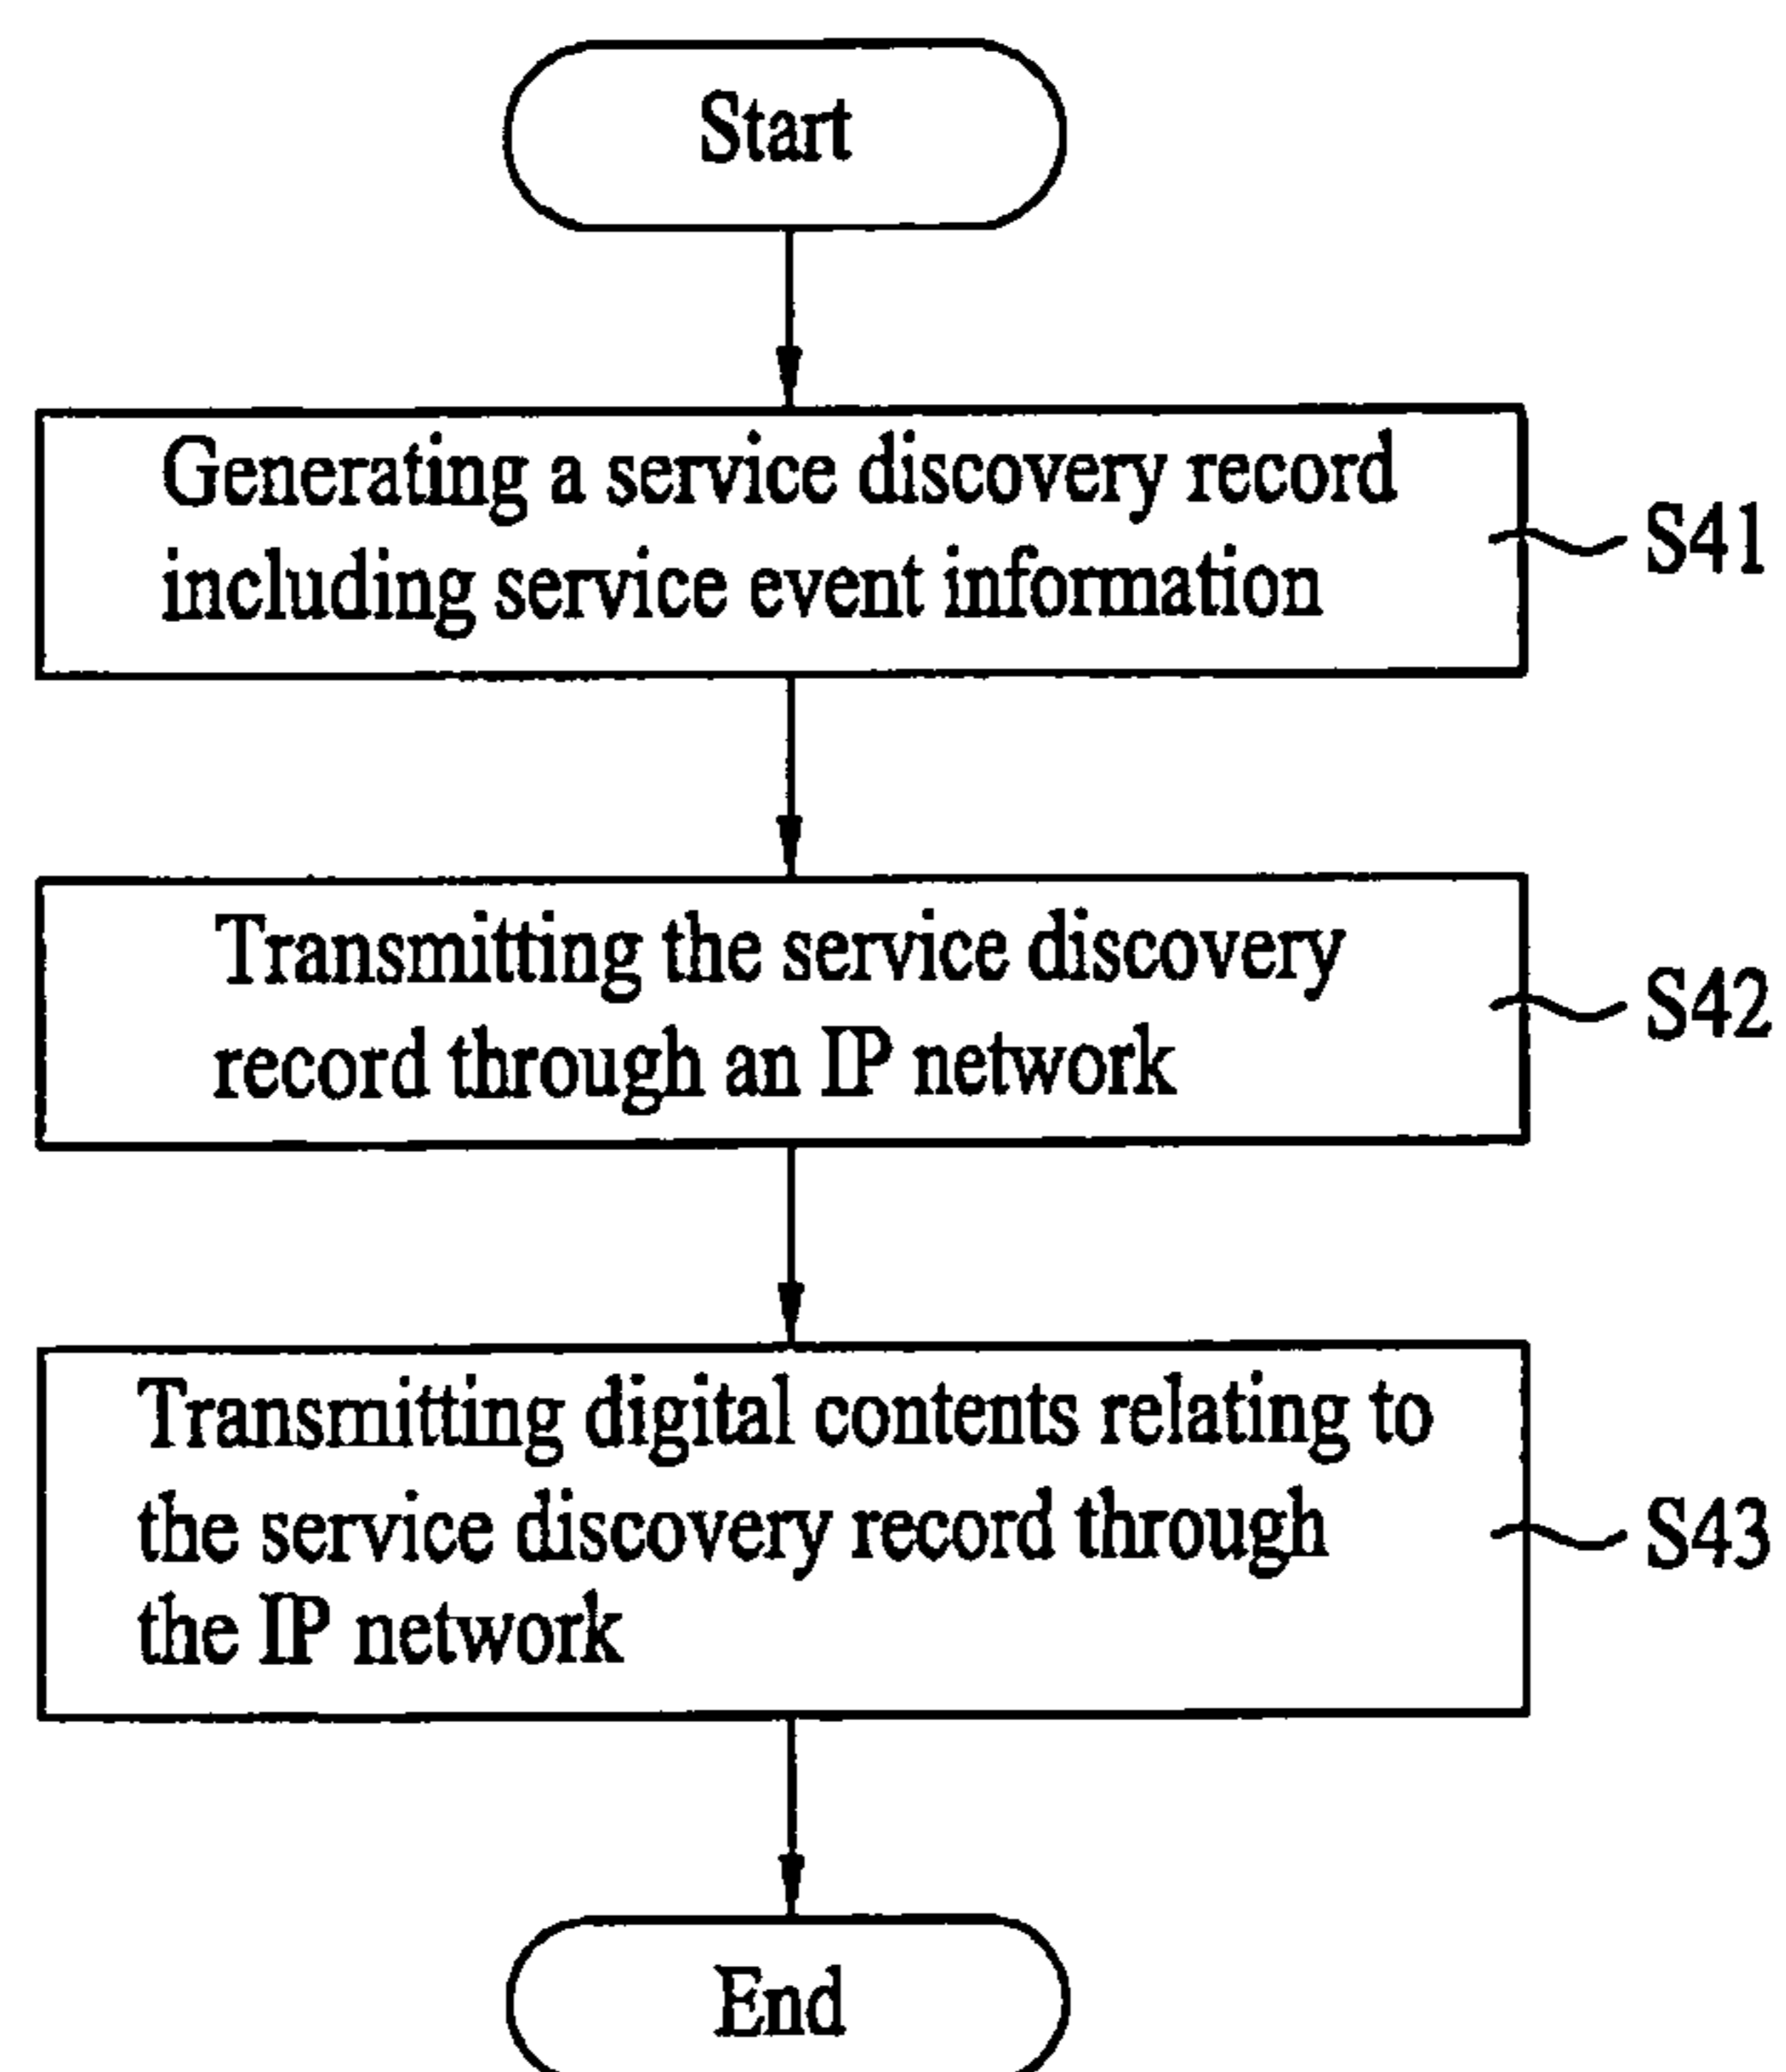 Start
Generating a service discovery record
including service event information
S41
Transmitting the service discovery
record through an IP network
S42
Transmitting digital contents relating to
the service discovery record through
the IP network
S43
End